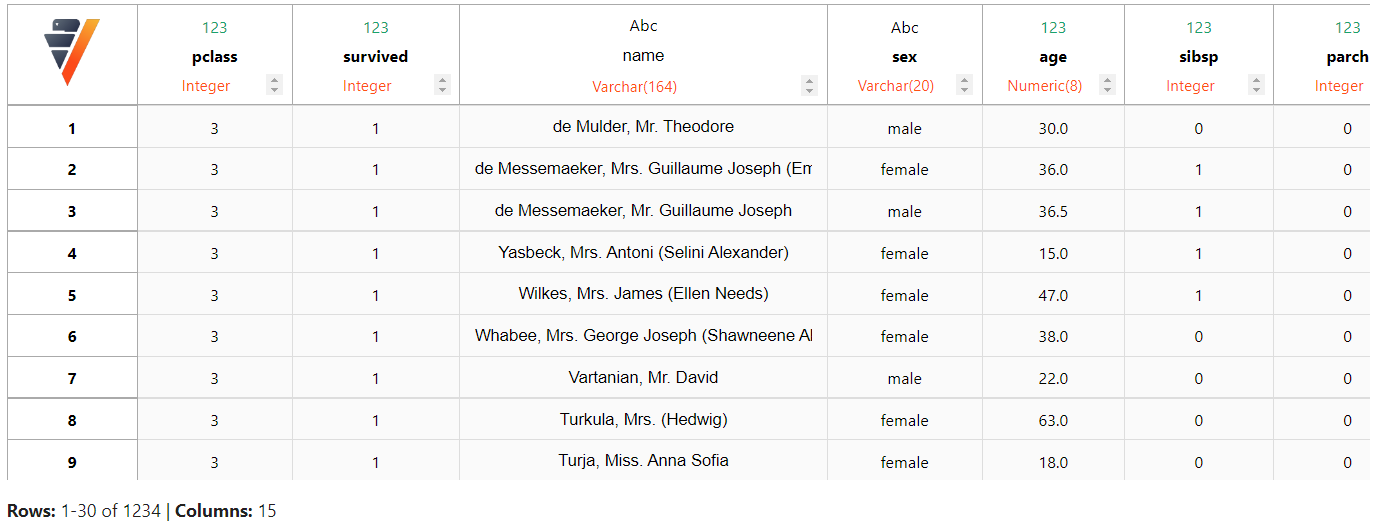 123 123 Abc Abc 123 123 123
pclass survived name sex age sibsp parch
Integer Integer Varchar(164) Varchar(20) Numeric(8) Integer Integer
1 3 1 de Mulder, Mr. Theodore male 30.0 0 0
2 3 1 de Messemaeker, Mrs. Guillaume Joseph (Em female 36.0 1 0
3 3 1 de Messemaeker, Mr. Guillaume Joseph male 36.5 1 0
4 3 1 Yasbeck, Mrs. Antoni (Selini Alexander) female 15.0 1 0
5 3 1 Wilkes, Mrs. James (Ellen Needs) female 47.0 1 0
6 3 1 Whabee, Mrs. George Joseph (Shawneene Al female 38.0 0 0
7 3 1 Vartanian, Mr. David male 22.0 0 0
8 3 1 Turkula, Mrs. (Hedwig) female 63.0 0 0
9 3 1 Turja, Miss. Anna Sofia female 18.0 0 0
Rows: 1-30 of 1234 | Columns: 15